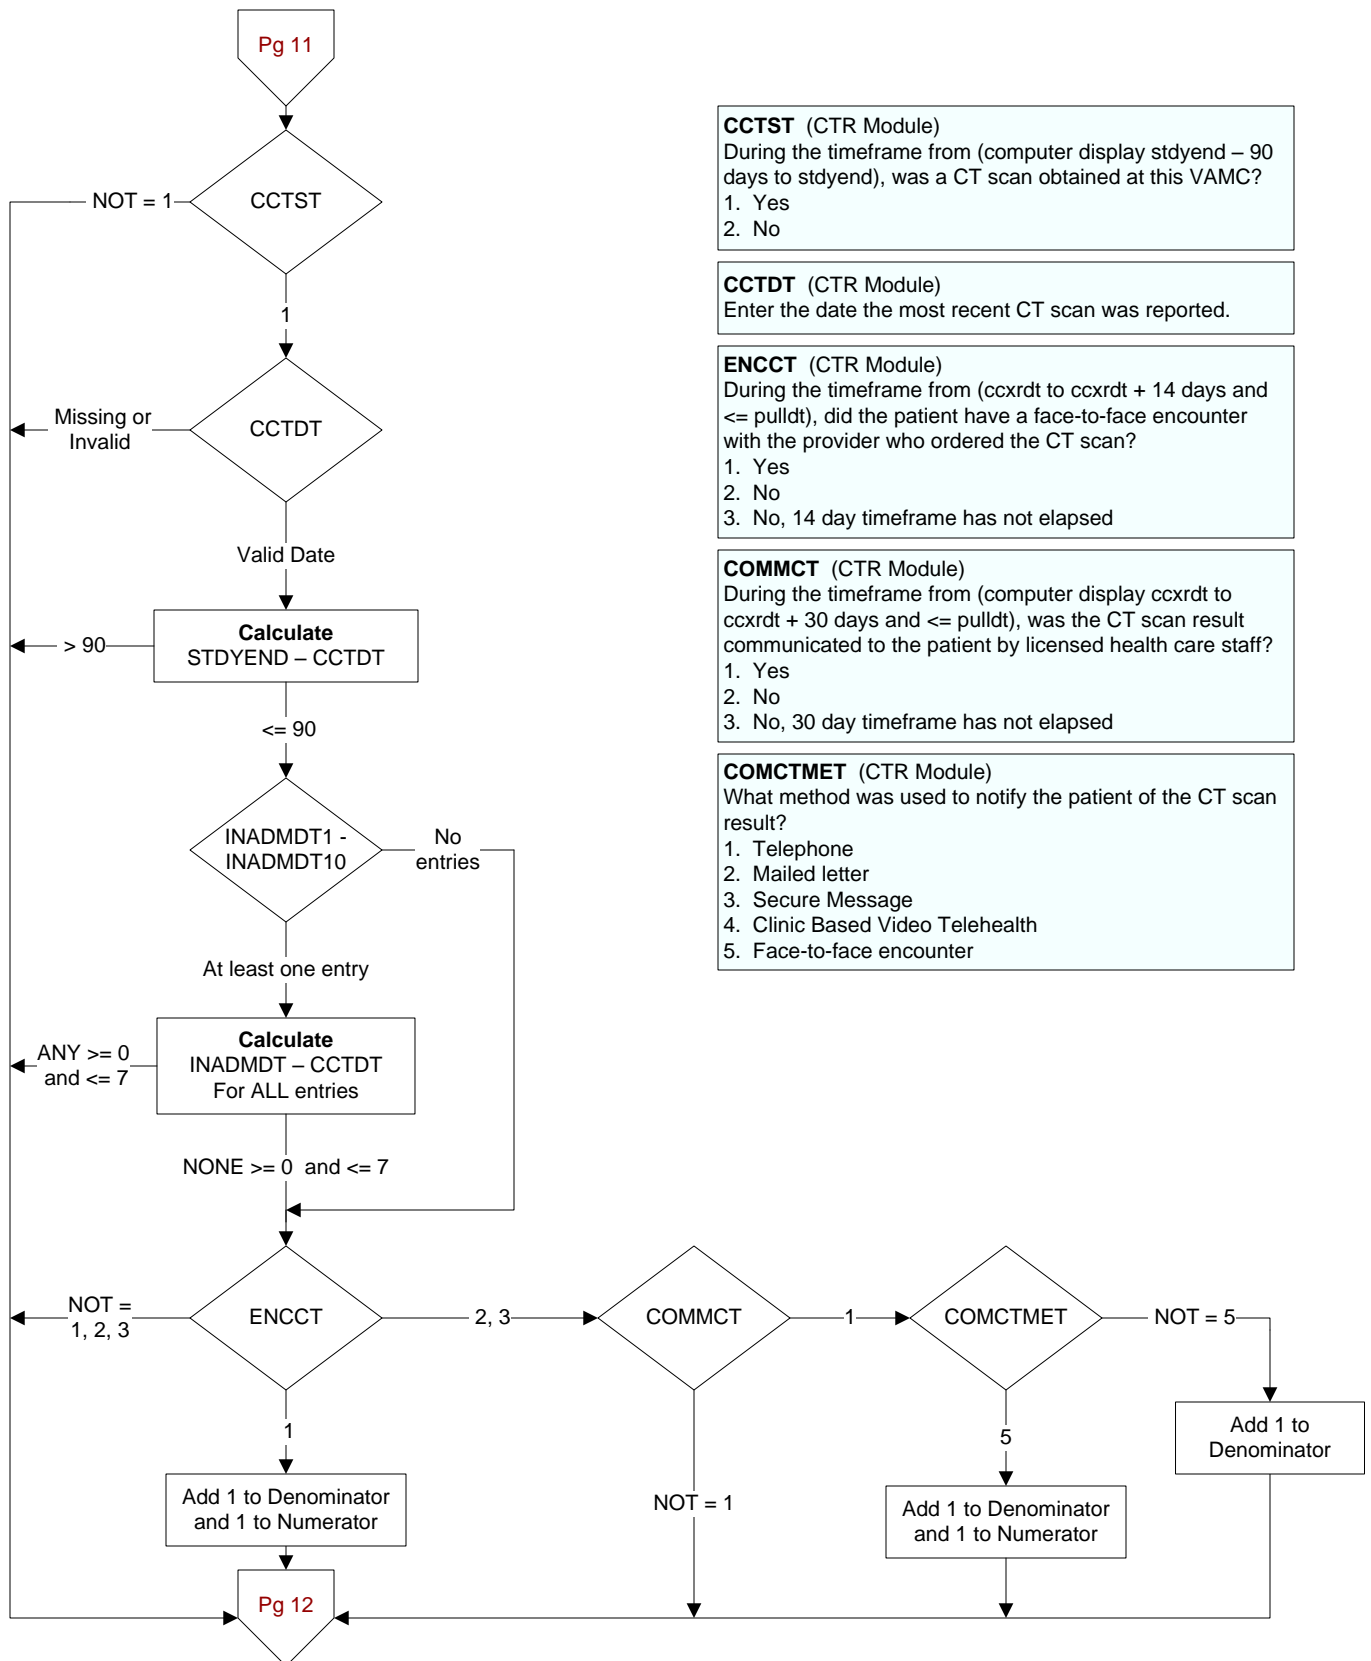 Pg 11
CCTST
NOT = 1
1
CCTDT
Missing or
Invalid
Valid Date
Calculate
STDYEND – CCTDT
> 90
<= 90
INADMDT1 -
INADMDT10
No
entries
At least one entry
Calculate
INADMDT – CCTDT
For ALL entries
ANY >= 0
and <= 7
NONE >= 0 and <= 7
ENCCT
NOT =
1, 2, 3
2, 3
COMMCT
1
COMCTMET
NOT = 5
Add 1 to
Denominator
1
Add 1 to Denominator
and 1 to Numerator
NOT = 1
5
Add 1 to Denominator
and 1 to Numerator
Pg 12
CCTST (CTR Module)
During the timeframe from (computer display stdyend – 90
days to stdyend), was a CT scan obtained at this VAMC?
1. Yes
2. No
CCTDT (CTR Module)
Enter the date the most recent CT scan was reported.
ENCCT (CTR Module)
During the timeframe from (ccxrdt to ccxrdt + 14 days and
<= pulldt), did the patient have a face-to-face encounter
with the provider who ordered the CT scan?
1. Yes
2. No
3. No, 14 day timeframe has not elapsed
COMMCT (CTR Module)
During the timeframe from (computer display ccxrdt to
ccxrdt + 30 days and <= pulldt), was the CT scan result
communicated to the patient by licensed health care staff?
1. Yes
2. No
3. No, 30 day timeframe has not elapsed
COMCTMET (CTR Module)
What method was used to notify the patient of the CT scan
result?
1. Telephone
2. Mailed letter
3. Secure Message
4. Clinic Based Video Telehealth
5. Face-to-face encounter